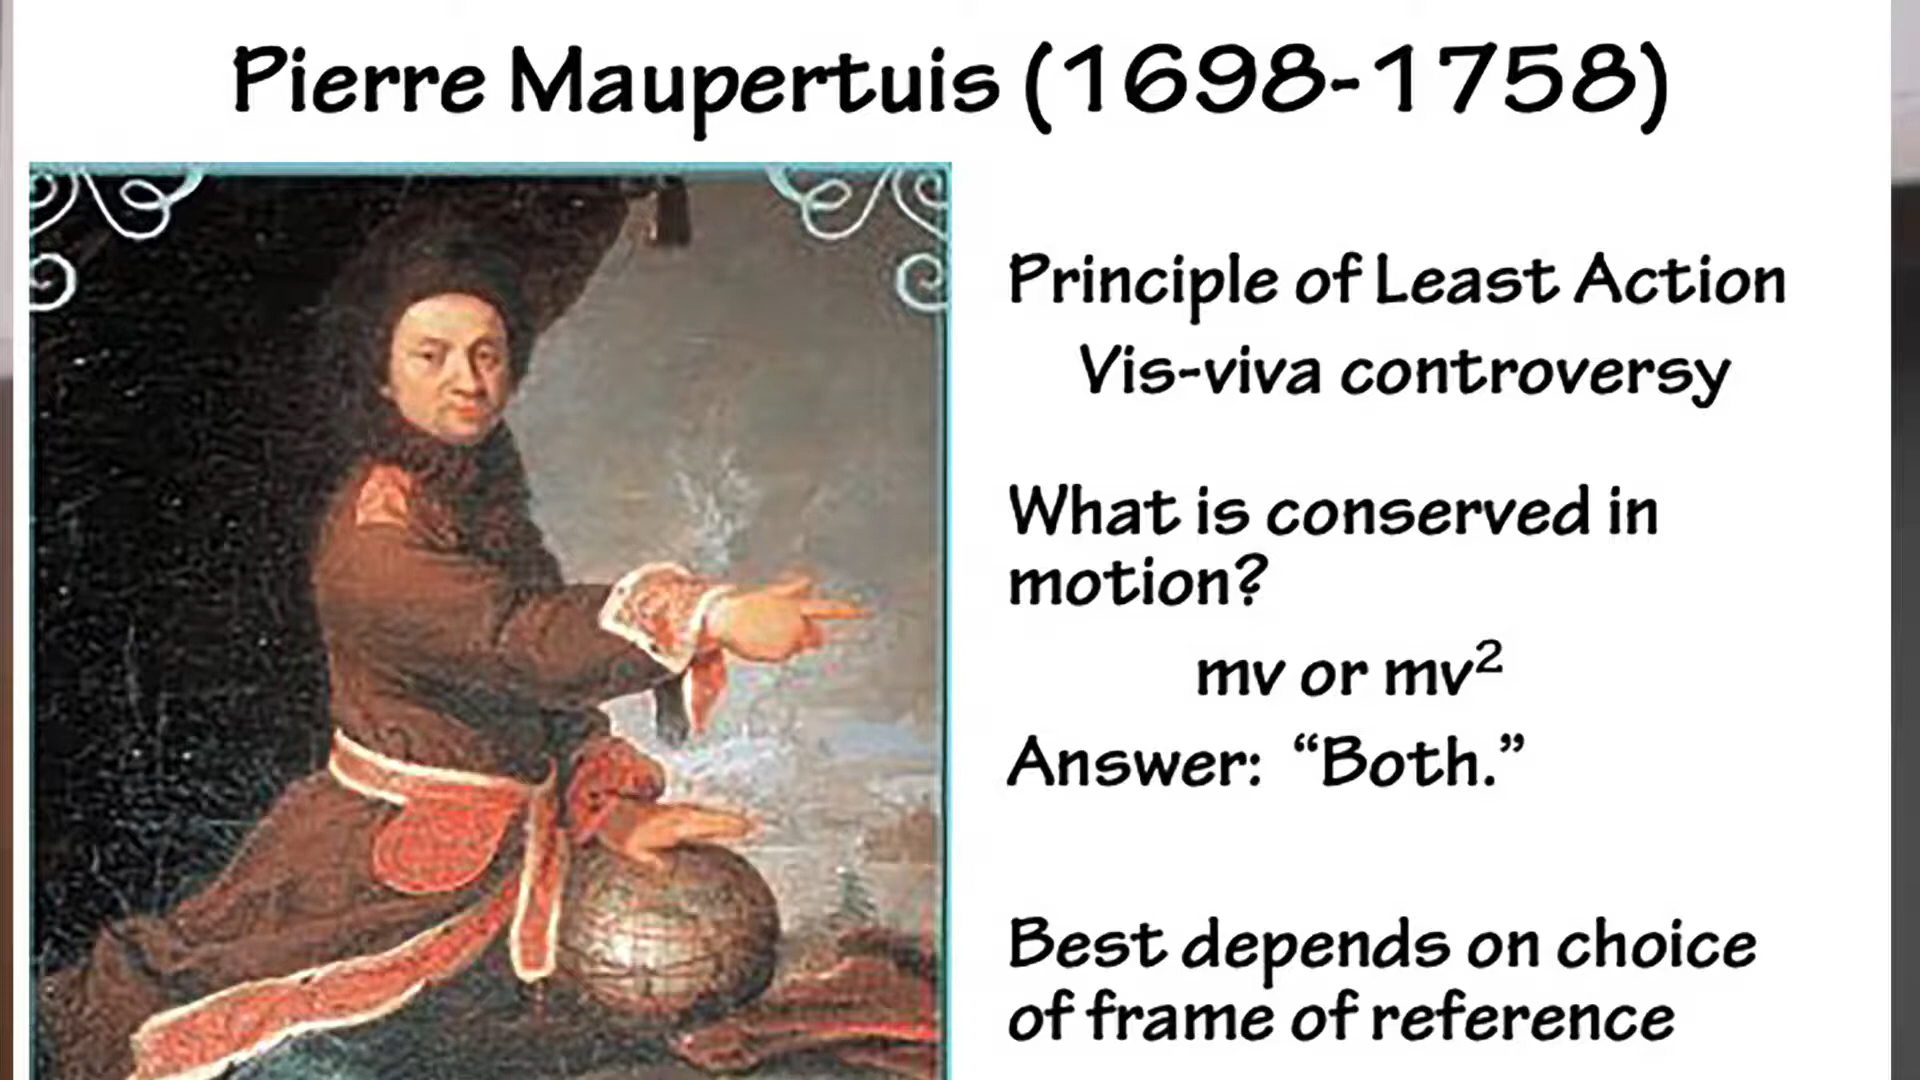 Pierre Maupertuis (1698-1758)
Principle of Least Action
Vis-viva controversy
What is conserved in
motion?
mv or mv²
Answer: “Both.”
Best depends on choice
of frame of reference